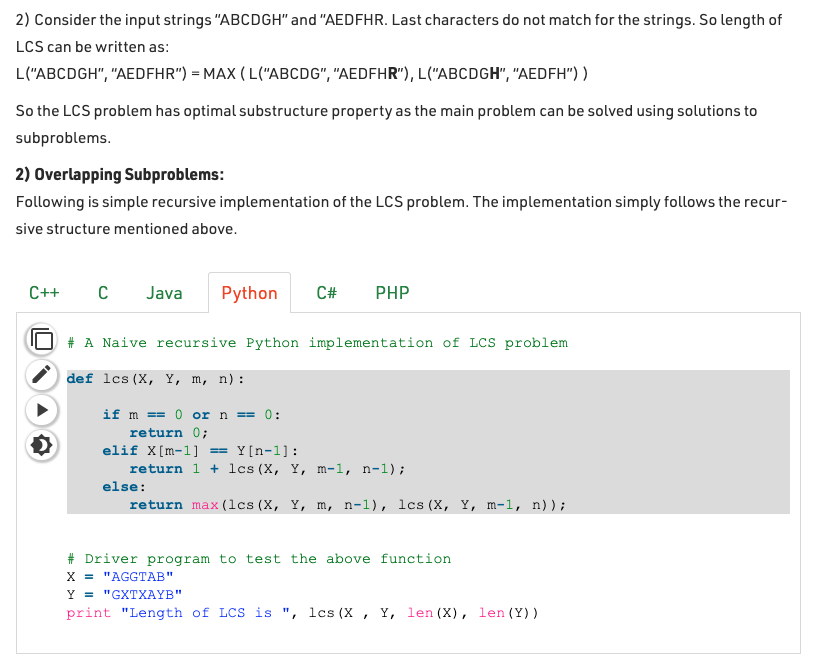 2) Consider the input strings “ABCDGH” and “AEDFHR. Last characters do not match for the strings. So length of
LCS can be written as:
L(“ABCDGH”, “AEDFHR”) = MAX ( L(“ABCDG”, “AEDFHR”), L(“ABCDGH”, “AEDFH”) )
So the LCS problem has optimal substructure property as the main problem can be solved using solutions to
subproblems.
2) Overlapping Subproblems:
Following is simple recursive implementation of the LCS problem. The implementation simply follows the recur-
sive structure mentioned above.
C++ C Java Python C# PHP
# A Naive recursive Python implementation of LCS problem
def lcs(X, Y, m, n):
    if m == 0 or n == 0:
       return 0;
    elif X[m-1] == Y[n-1]:
       return 1 + lcs(X, Y, m-1, n-1);
    else:
       return max(lcs(X, Y, m, n-1), lcs(X, Y, m-1, n));
# Driver program to test the above function
X = "AGGTAB"
Y = "GXTXAYB"
print "Length of LCS is ", lcs(X , Y, len(X), len(Y))